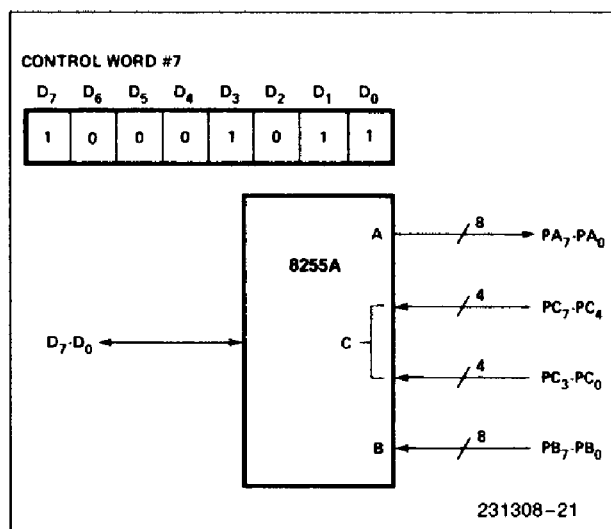 CONTROL WORD #7
D7 D6 D5 D4 D3 D2 D1 D0
1 0 0 0 1 0 1 1
A 8 PA7-PA0
8255A
4 PC7-PC4
D7-D0 C
4 PC3-PC0
B 8 PB7-PB0
231308-21